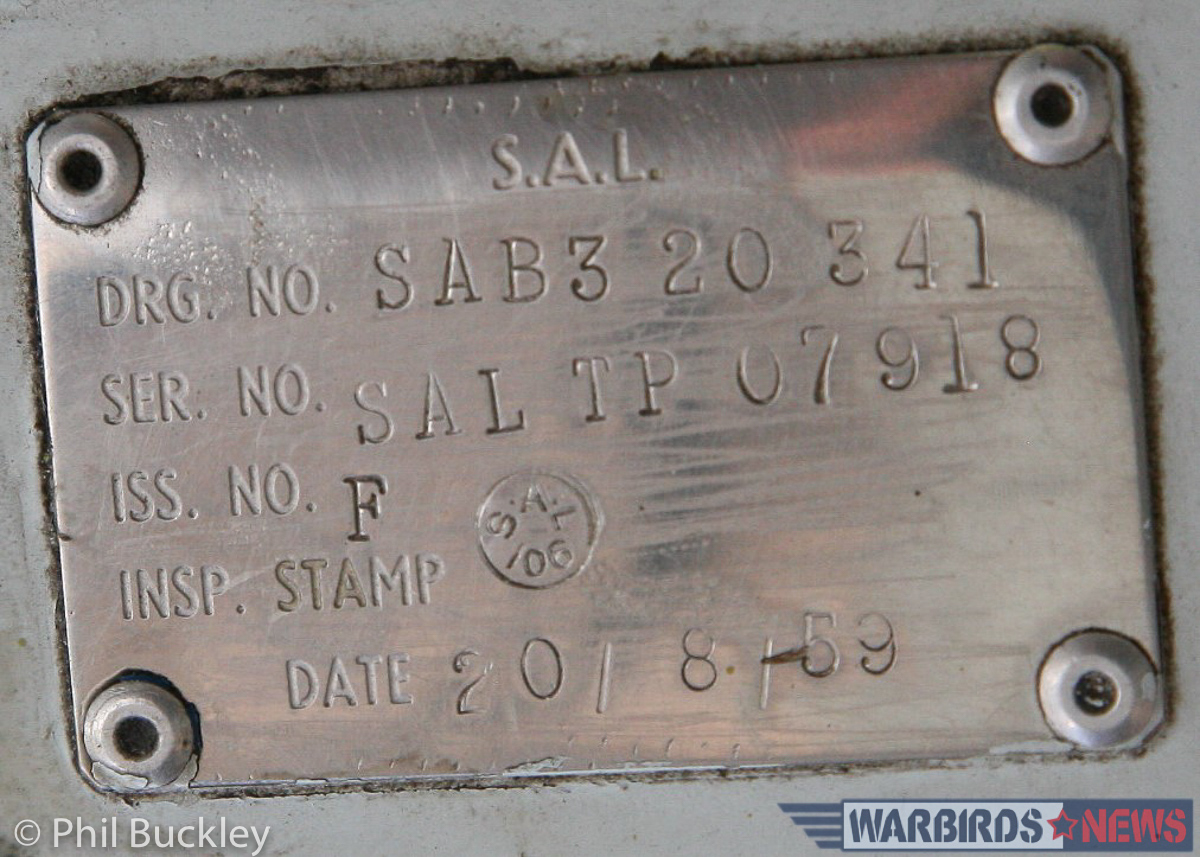 S.A.L.
DRG. NO. SAB3 20 341
SER. NO. SAL TP 07918
ISS. NO. F
S.A.L
106
INSP. STAMP
DATE 20/8/59
© Phil Buckley
WARBIRDS NEWS